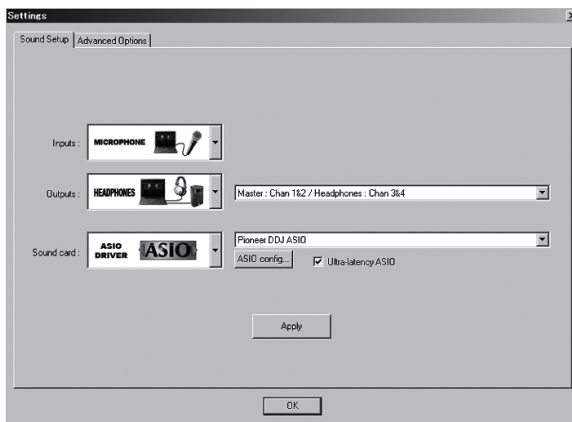 Settings
Sound Setup
Advanced Options
Inputs :
MICROPHONE
Outputs :
HEADPHONES
Master : Chan 1&2 / Headphones : Chan 3&4
Sound card :
ASIO DRIVER
ASIO
Pioneer DDJ ASIO
ASIO config...
Ultra-latency ASIO
Apply
OK